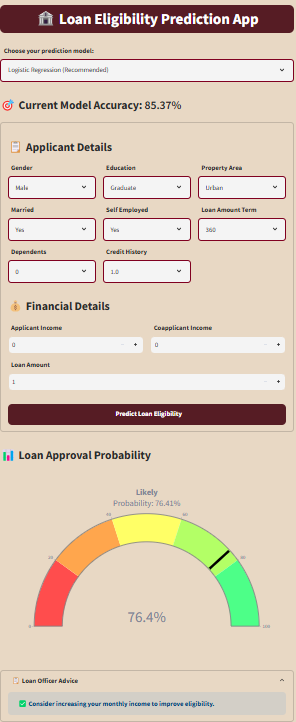 Loan Eligibility Prediction App
Choose your prediction model:
Logistic Regression (Recommended)
Current Model Accuracy: 85.37%
Applicant Details
Gender Education Property Area
Male Graduate Urban
Married Self Employed Loan Amount Term
Yes Yes 360
Dependents Credit History
0 1.0
Financial Details
Applicant Income Coapplicant Income
0 - + 0 - +
Loan Amount
1 - +
Predict Loan Eligibility
Loan Approval Probability
Likely
Probability: 76.41%
40 60
20 80
0 100
76.4%
Loan Officer Advice
Consider increasing your monthly income to improve eligibility.